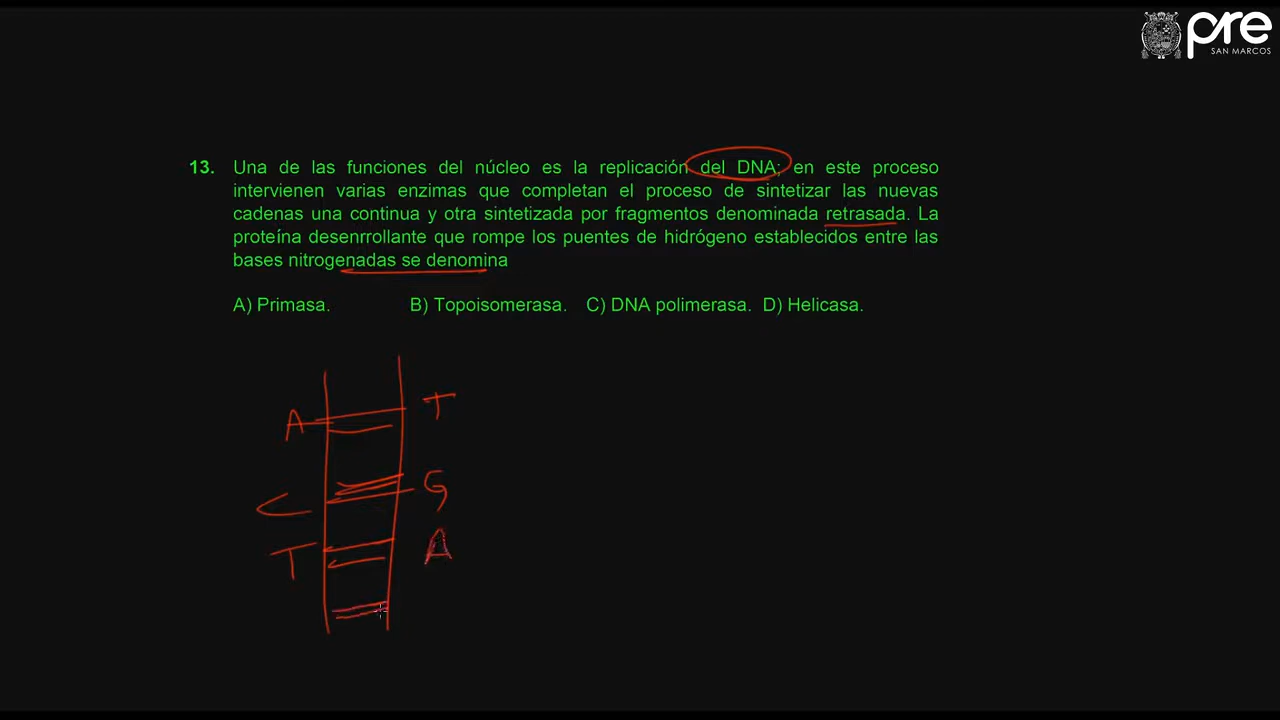 pre
SAN MARCOS
13. Una de las funciones del núcleo es la replicación del DNA; en este proceso
intervienen varias enzimas que completan el proceso de sintetizar las nuevas
cadenas una continua y otra sintetizada por fragmentos denominada retrasada. La
proteína desenrrollante que rompe los puentes de hidrógeno establecidos entre las
bases nitrogenadas se denomina
A) Primasa. B) Topoisomerasa. C) DNA polimerasa. D) Helicasa.
A T
C G
T A